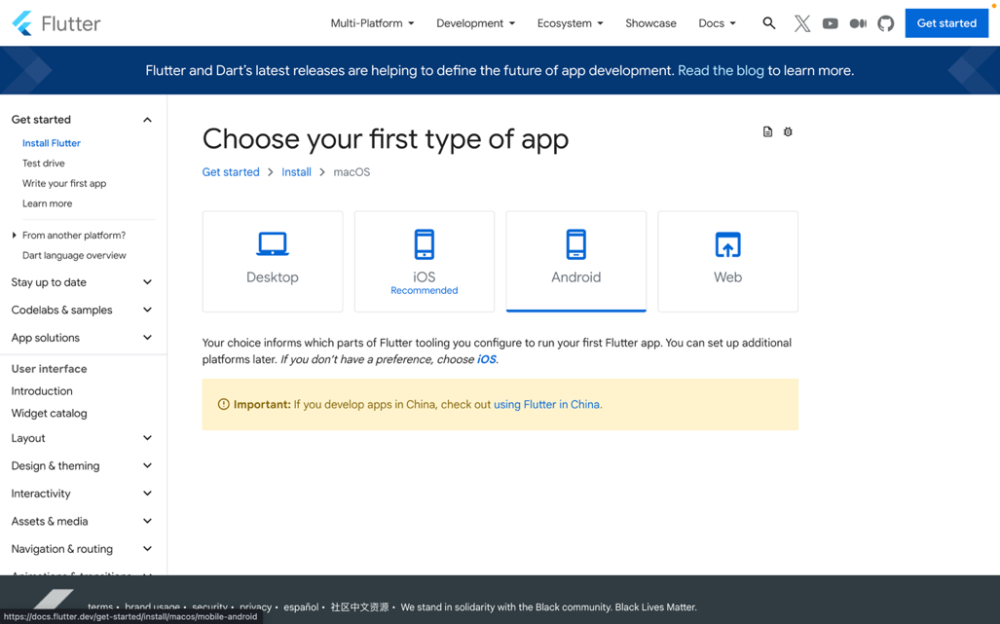 Flutter
Multi-Platform
Development
Ecosystem
Showcase
Docs
Get started
Flutter and Dart's latest releases are helping to define the future of app development. Read the blog to learn more.
Get started
Install Flutter
Test drive
Write your first app
Learn more
From another platform?
Dart language overview
Stay up to date
Codelabs & samples
App solutions
User interface
Introduction
Widget catalog
Layout
Design & theming
Interactivity
Assets & media
Navigation & routing
Animations & transitions
Choose your first type of app
Get started > Install > macOS
Desktop
iOS
Recommended
Android
Web
Your choice informs which parts of Flutter tooling you configure to run your first Flutter app. You can set up additional
platforms later. If you don't have a preference, choose iOS.
Important: If you develop apps in China, check out using Flutter in China.
terms • brand usage • security • privacy • español • 社区中文资源 • We stand in solidarity with the Black community. Black Lives Matter.
https://docs.flutter.dev/get-started/install/macos/mobile-android